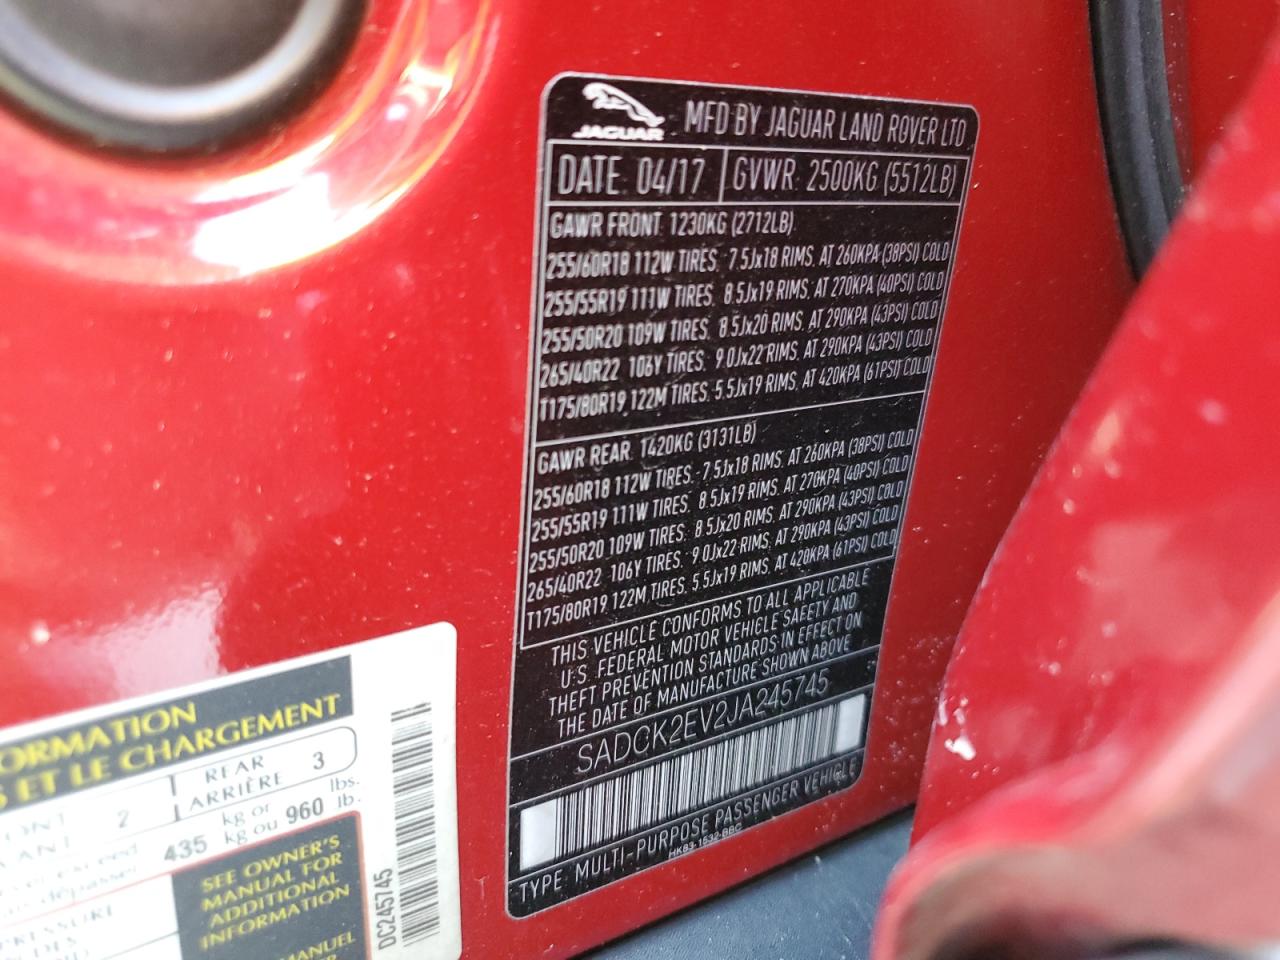 JAGUAR MFD BY JAGUAR LAND ROVER LTD
DATE: 04/17 GVWR: 2500KG (5512LB)
GAWR FRONT: 1230KG (2712LB)
255/60R18 112W TIRES, 7.5Jx18 RIMS, AT 260KPA (38PSI) COLD
255/55R19 111W TIRES, 8.5Jx19 RIMS, AT 270KPA (40PSI) COLD
255/50R20 109W TIRES, 8.5Jx20 RIMS, AT 290KPA (43PSI) COLD
265/40R22 106Y TIRES, 9.0Jx22 RIMS, AT 290KPA (43PSI) COLD
T175/80R19 122M TIRES, 5.5Jx19 RIMS, AT 420KPA (61PSI) COLD
GAWR REAR: 1420KG (3131LB)
255/60R18 112W TIRES, 7.5Jx18 RIMS, AT 260KPA (38PSI) COLD
255/55R19 111W TIRES, 8.5Jx19 RIMS, AT 270KPA (40PSI) COLD
255/50R20 109W TIRES, 8.5Jx20 RIMS, AT 290KPA (43PSI) COLD
265/40R22 106Y TIRES, 9.0Jx22 RIMS, AT 290KPA (43PSI) COLD
T175/80R19 122M TIRES, 5.5Jx19 RIMS, AT 420KPA (61PSI) COLD
THIS VEHICLE CONFORMS TO ALL APPLICABLE
U.S. FEDERAL MOTOR VEHICLE SAFETY AND
THEFT PREVENTION STANDARDS IN EFFECT ON
THE DATE OF MANUFACTURE SHOWN ABOVE
SADCK2EV2JA245745
TYPE: MULTI-PURPOSE PASSENGER VEHICLE
HK83-1532-BBC
ORMATION
S ET LE CHARGEMENT
2 REAR 3
ARRIÈRE
435 kg or 960 lbs.
kg ou lb.
SEE OWNER'S
MANUAL FOR
ADDITIONAL
INFORMATION
MANUEL
DC245745